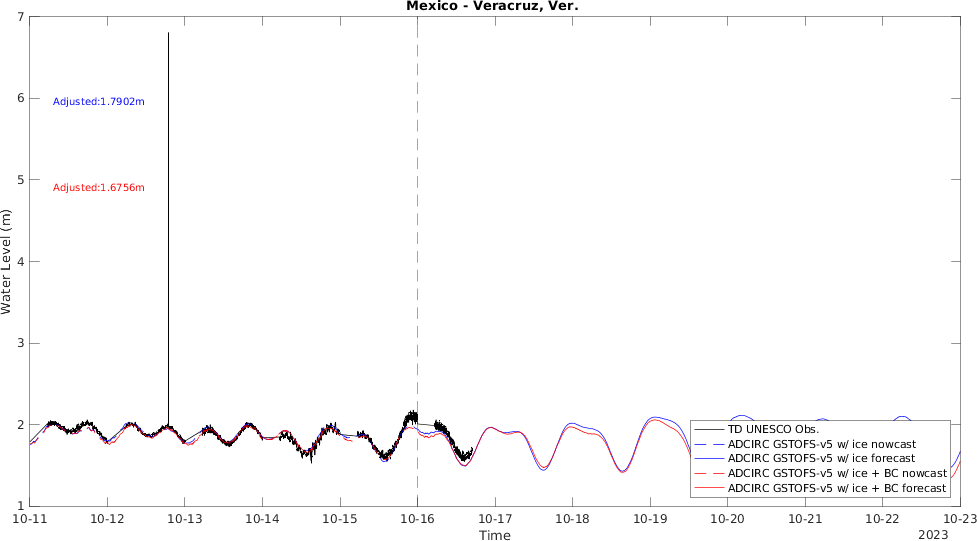 Mexico - Veracruz, Ver.
7
6
5
4
3
2
1
Water Level (m)
Adjusted:1.7902m
Adjusted:1.6756m
TD UNESCO Obs.
ADCIRC GSTOFS-v5 w/ ice nowcast
ADCIRC GSTOFS-v5 w/ ice forecast
ADCIRC GSTOFS-v5 w/ ice + BC nowcast
ADCIRC GSTOFS-v5 w/ ice + BC forecast
10-11 10-12 10-13 10-14 10-15 10-16 10-17 10-18 10-19 10-20 10-21 10-22 10-23
Time
2023